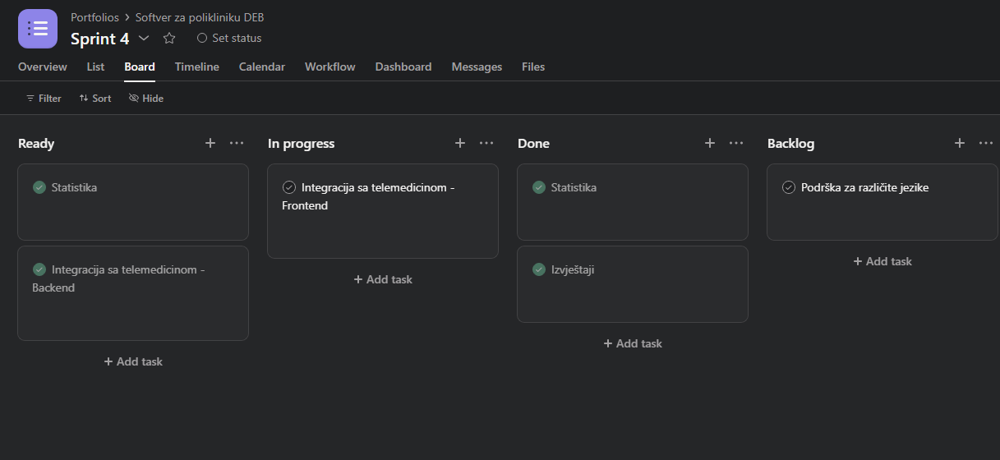 Portfolios > Softver za polikliniku DEB
Sprint 4 Set status
Overview List Board Timeline Calendar Workflow Dashboard Messages Files
Filter Sort Hide
Ready
Statistika
Integracija sa telemedicinom -
Backend
+ Add task
In progress
Integracija sa telemedicinom -
Frontend
+ Add task
Done
Statistika
Izvještaji
+ Add task
Backlog
Podrška za različite jezike
+ Add task